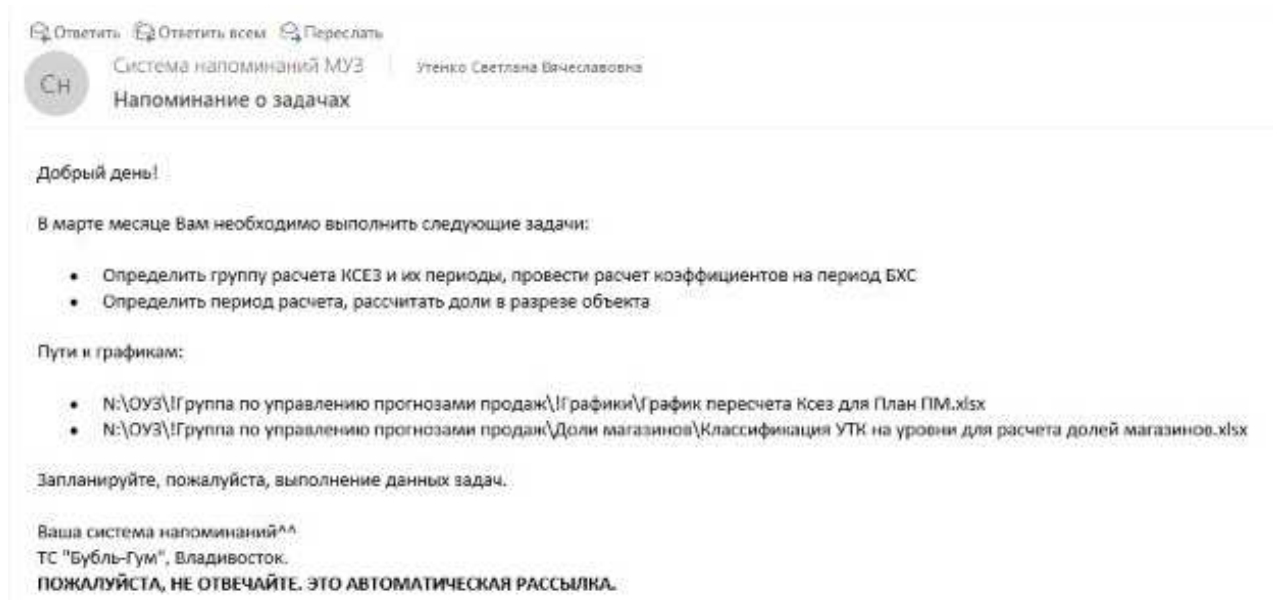 Ответить Ответить всем Переслать
Система напоминаний МУЗ Утенко Светлана Вячеславовна
СН
Напоминание о задачах
Добрый день!
В марте месяце Вам необходимо выполнить следующие задачи:
• Определить группу расчета КСЕЗ и их периоды, провести расчет коэффициентов на период БХС
• Определить период расчета, рассчитать доли в разрезе объекта
Пути к графикам:
• N:\ОУЗ\!Группа по управлению прогнозами продаж\!Графики\График пересчета Ксез для План ПМ.xlsx
• N:\ОУЗ\!Группа по управлению прогнозами продаж\Доли магазинов\Классификация УТК на уровни для расчета долей магазинов.xlsx
Запланируйте, пожалуйста, выполнение данных задач.
Ваша система напоминаний^^
ТС "Бубль-Гум", Владивосток.
ПОЖАЛУЙСТА, НЕ ОТВЕЧАЙТЕ. ЭТО АВТОМАТИЧЕСКАЯ РАССЫЛКА.